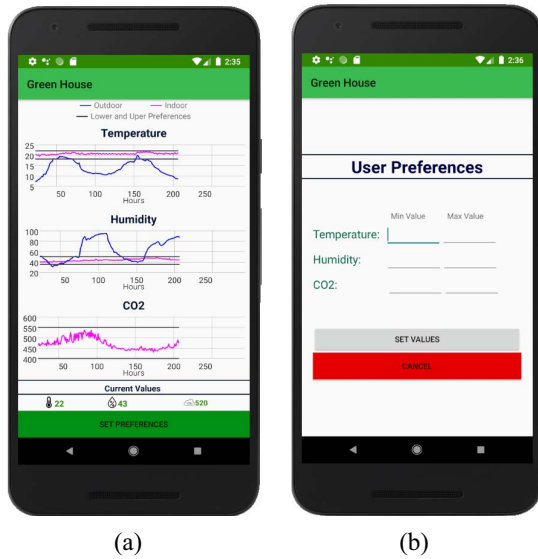 2:35
Green House
Outdoor Indoor
Lower and Uper Preferences
Temperature
25
20
15
10
5
50 100 150 200 250
Hours
Humidity
100
80
60
40
20
50 100 150 200 250
Hours
CO2
600
550
500
450
400
50 100 150 200 250
Hours
Current Values
22 43 520
SET PREFERENCES
(a)
2:36
Green House
User Preferences
Min Value Max Value
Temperature:
Humidity:
CO2:
SET VALUES
CANCEL
(b)